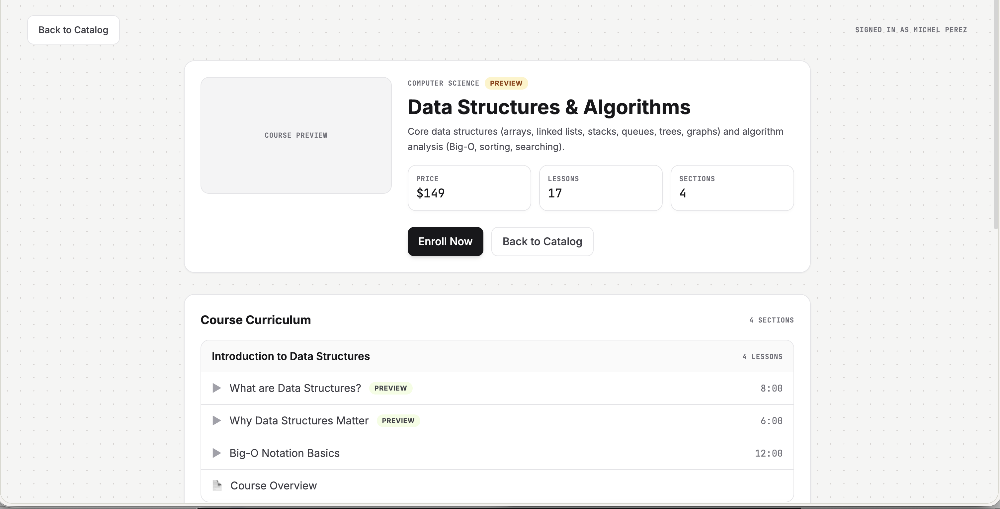 Back to Catalog
SIGNED IN AS MICHEL PEREZ
COURSE PREVIEW
COMPUTER SCIENCE PREVIEW
Data Structures & Algorithms
Core data structures (arrays, linked lists, stacks, queues, trees, graphs) and algorithm
analysis (Big-O, sorting, searching).
PRICE
$149
LESSONS
17
SECTIONS
4
Enroll Now
Back to Catalog
Course Curriculum
4 SECTIONS
Introduction to Data Structures
4 LESSONS
What are Data Structures? PREVIEW 8:00
Why Data Structures Matter PREVIEW 6:00
Big-O Notation Basics 12:00
Course Overview